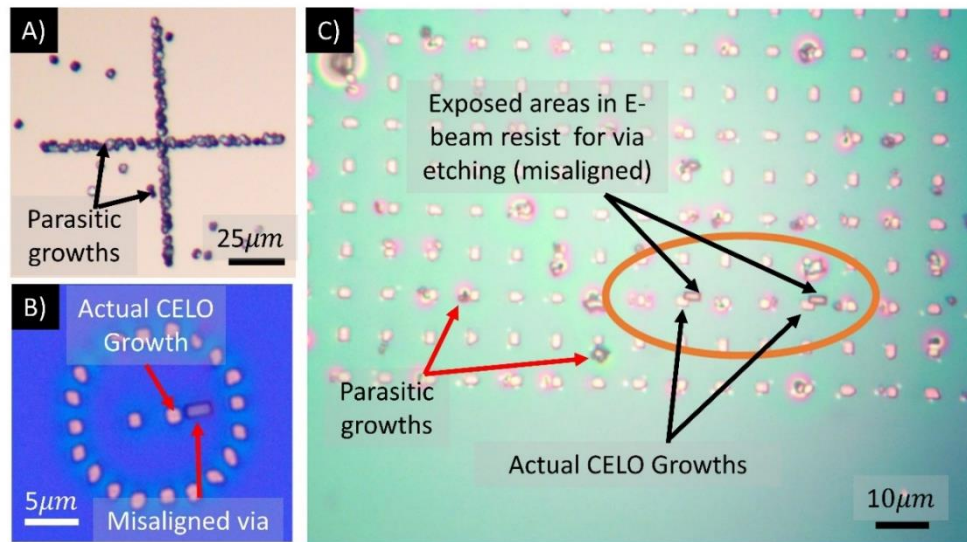 A)
Parasitic
growths
25μm
B)
Actual CELO
Growth
5μm
Misaligned via
C)
Exposed areas in E-
beam resist for via
etching (misaligned)
Parasitic
growths
Actual CELO Growths
10μm